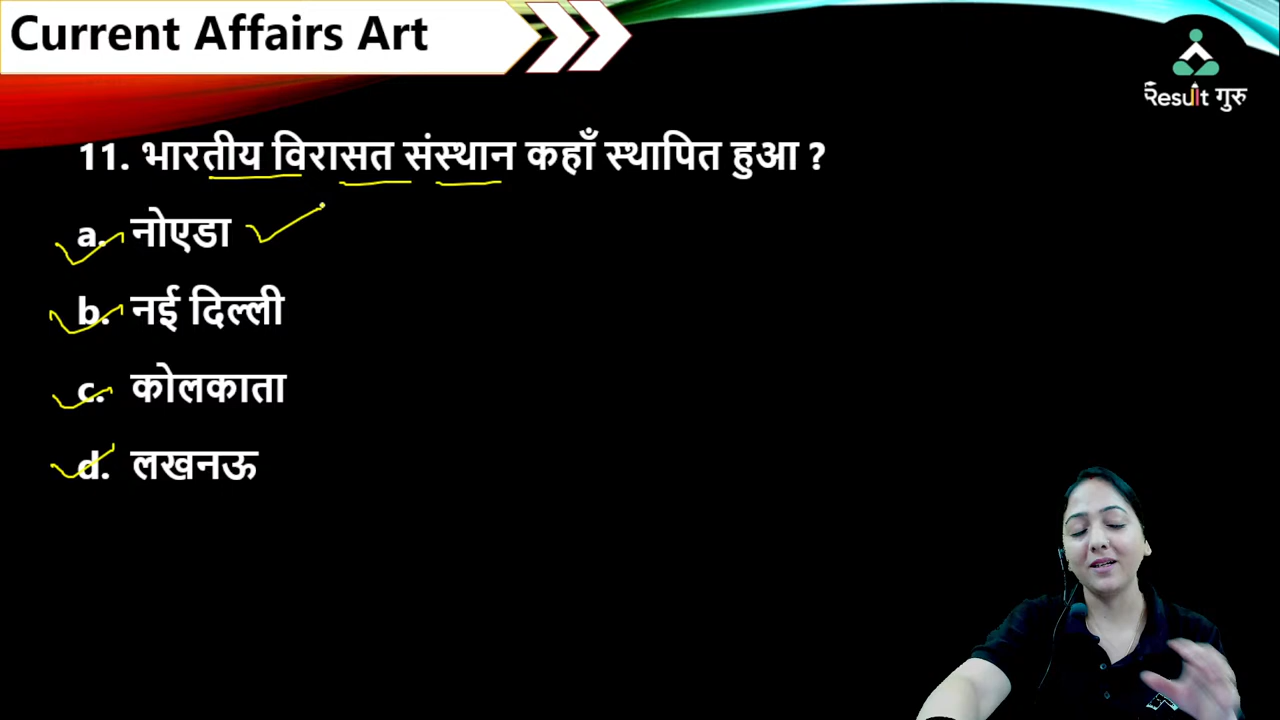 Current Affairs Art
Result गुरु
11. भारतीय विरासत संस्थान कहाँ स्थापित हुआ ?
a. नोएडा
b. नई दिल्ली
c. कोलकाता
d. लखनऊ